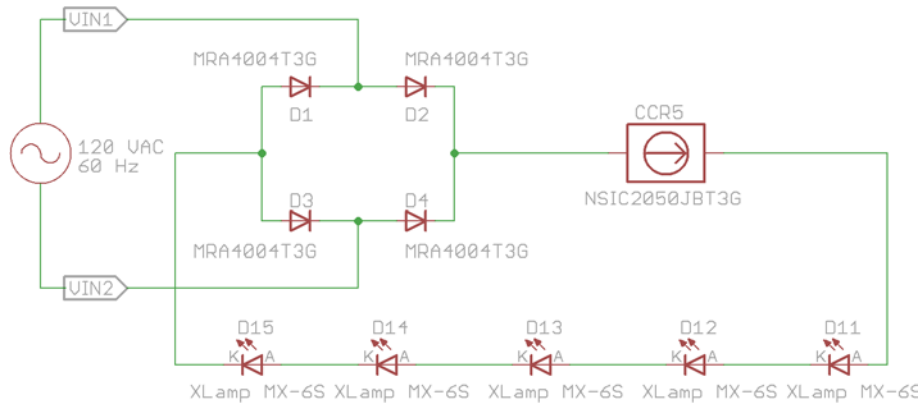 VIN1
MRA4004T3G MRA4004T3G
D1 D2
CCR5
120 VAC
60 Hz
NSIC2050JBT3G
D3 D4
MRA4004T3G MRA4004T3G
VIN2
D15 D14 D13 D12 D11
K A K A K A K A K A
XLamp MX-6S XLamp MX-6S XLamp MX-6S XLamp MX-6S XLamp MX-6S